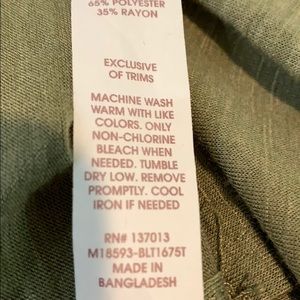 65% POLYESTER
35% RAYON
EXCLUSIVE
OF TRIMS
MACHINE WASH
WARM WITH LIKE
COLORS. ONLY
NON-CHLORINE
BLEACH WHEN
NEEDED. TUMBLE
DRY LOW. REMOVE
PROMPTLY. COOL
IRON IF NEEDED
RN# 137013
M18593-BLT1675T
MADE IN
BANGLADESH